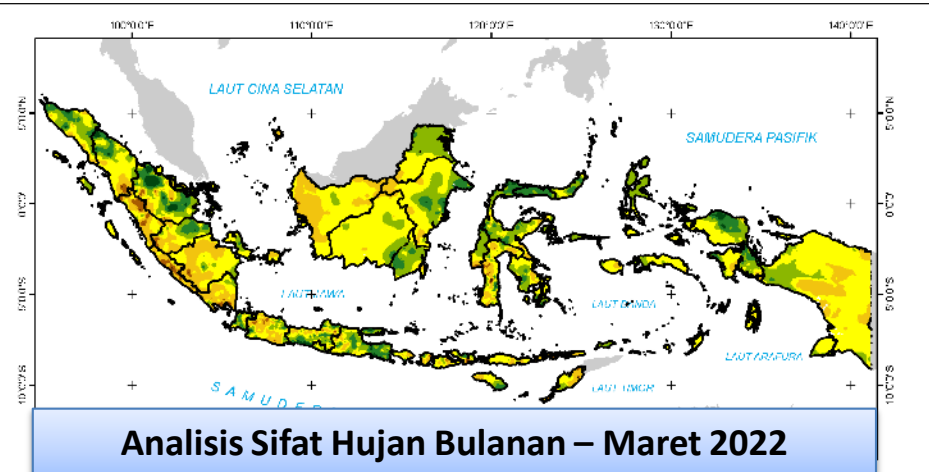 100°0'0"E 110°0'0"E 120°0'0"E 130°0'0"E 140°0'0"E
LAUT CINA SELATAN
5°0'0"N 5°0'0"N
SAMUDERA PASIFIK
0°0'0" 0°0'0"
LAUT JAWA
LAUT BANDA
5°0'0"S 5°0'0"S
LAUT ARAFURA
LAUT TIMOR
10°0'0"S 10°0'0"S
Analisis Sifat Hujan Bulanan – Maret 2022